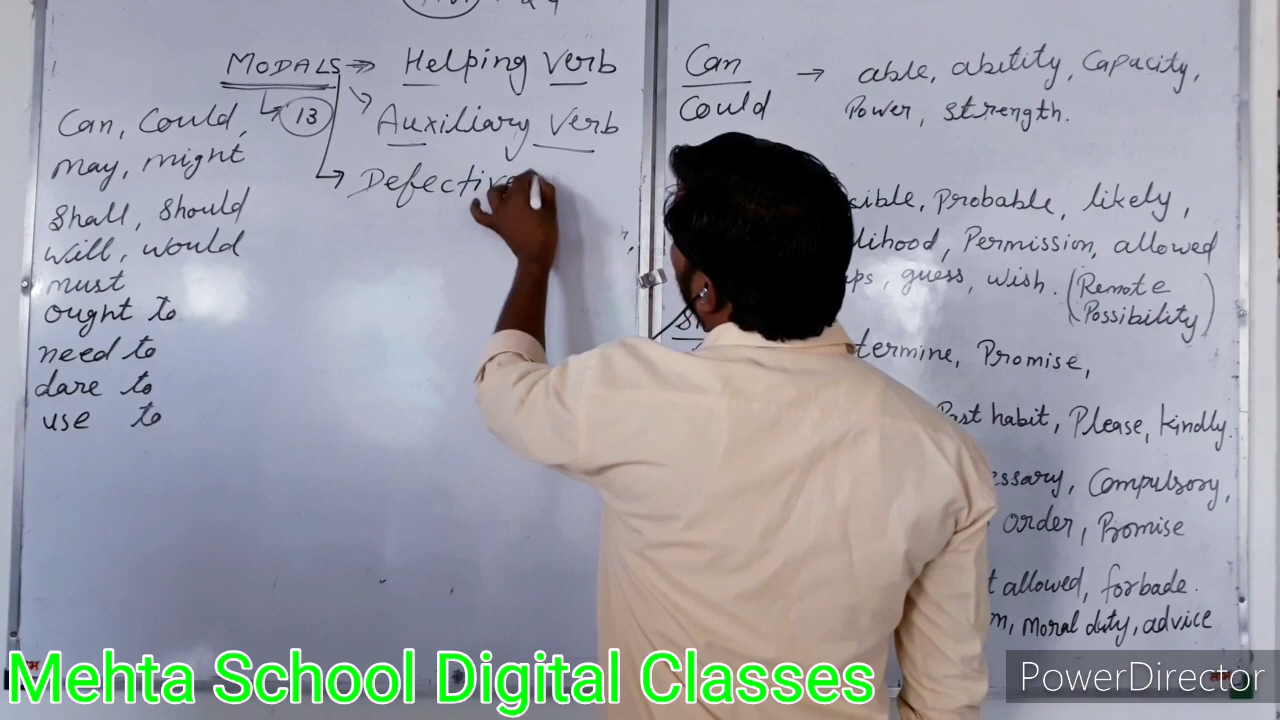 MODALS → Helping Verb
13
Auxiliary Verb
Defective
Can, Could,
may, might
Shall, Should
will, would
must
ought to
need to
dare to
use to
Can → able, abitity, Capacity,
Could Power, strength.
Probable, likely,
Permission, allowed
guess, wish. (Remote
Possibility)
Promise,
Past habit, Please, kindly.
Compulsory,
order, Promise
allowed, forbade.
moral duty, advice
Mehta School Digital Classes
PowerDirector